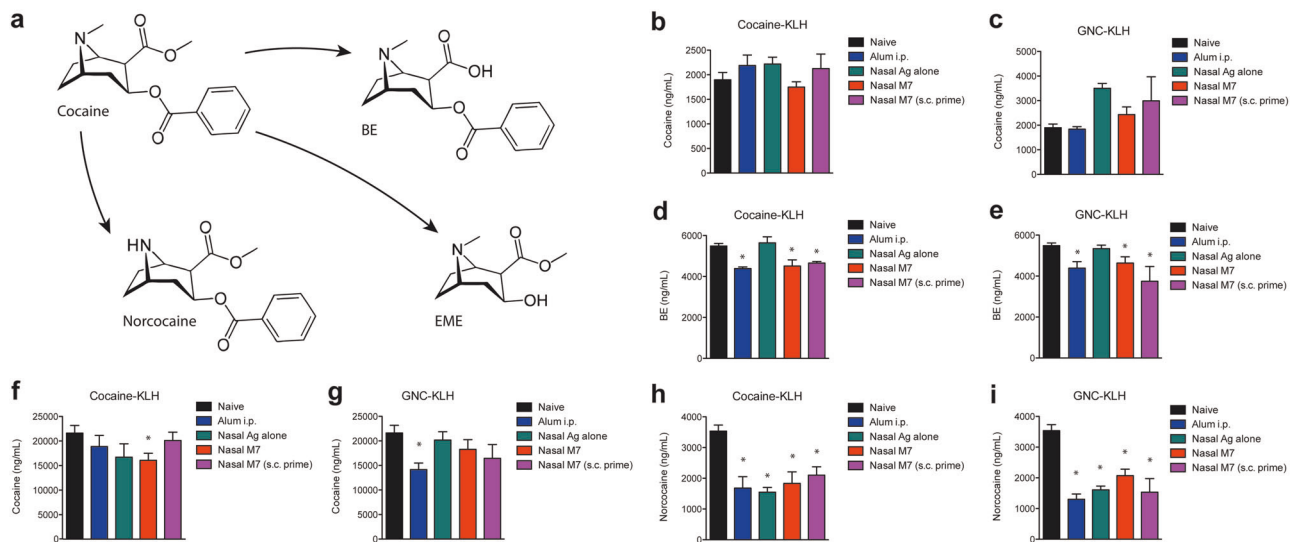 a
N
O
O
Cocaine
O
O
N
O
OH
BE
O
O
HN
O
O
Norcocaine
O
O
N
O
O
EME
OH
b
Cocaine-KLH
Cocaine (ng/mL)
2500
2000
1500
1000
500
0
Naive
Alum i.p.
Nasal Ag alone
Nasal M7
Nasal M7 (s.c. prime)
c
GNC-KLH
Cocaine (ng/mL)
5000
4000
3000
2000
1000
0
Naive
Alum i.p.
Nasal Ag alone
Nasal M7
Nasal M7 (s.c. prime)
d
Cocaine-KLH
BE (ng/mL)
6000
4000
2000
0
* * *
Naive
Alum i.p.
Nasal Ag alone
Nasal M7
Nasal M7 (s.c. prime)
e
GNC-KLH
BE (ng/mL)
6000
4000
2000
0
* * *
Naive
Alum i.p.
Nasal Ag alone
Nasal M7
Nasal M7 (s.c. prime)
f
Cocaine-KLH
Cocaine (ng/mL)
25000
20000
15000
10000
5000
0
*
Naive
Alum i.p.
Nasal Ag alone
Nasal M7
Nasal M7 (s.c. prime)
g
GNC-KLH
Cocaine (ng/mL)
25000
20000
15000
10000
5000
0
*
Naive
Alum i.p.
Nasal Ag alone
Nasal M7
Nasal M7 (s.c. prime)
h
Cocaine-KLH
Norcocaine (ng/mL)
4000
3000
2000
1000
0
* * * *
Naive
Alum i.p.
Nasal Ag alone
Nasal M7
Nasal M7 (s.c. prime)
i
GNC-KLH
Norcocaine (ng/mL)
4000
3000
2000
1000
0
* * * *
Naive
Alum i.p.
Nasal Ag alone
Nasal M7
Nasal M7 (s.c. prime)